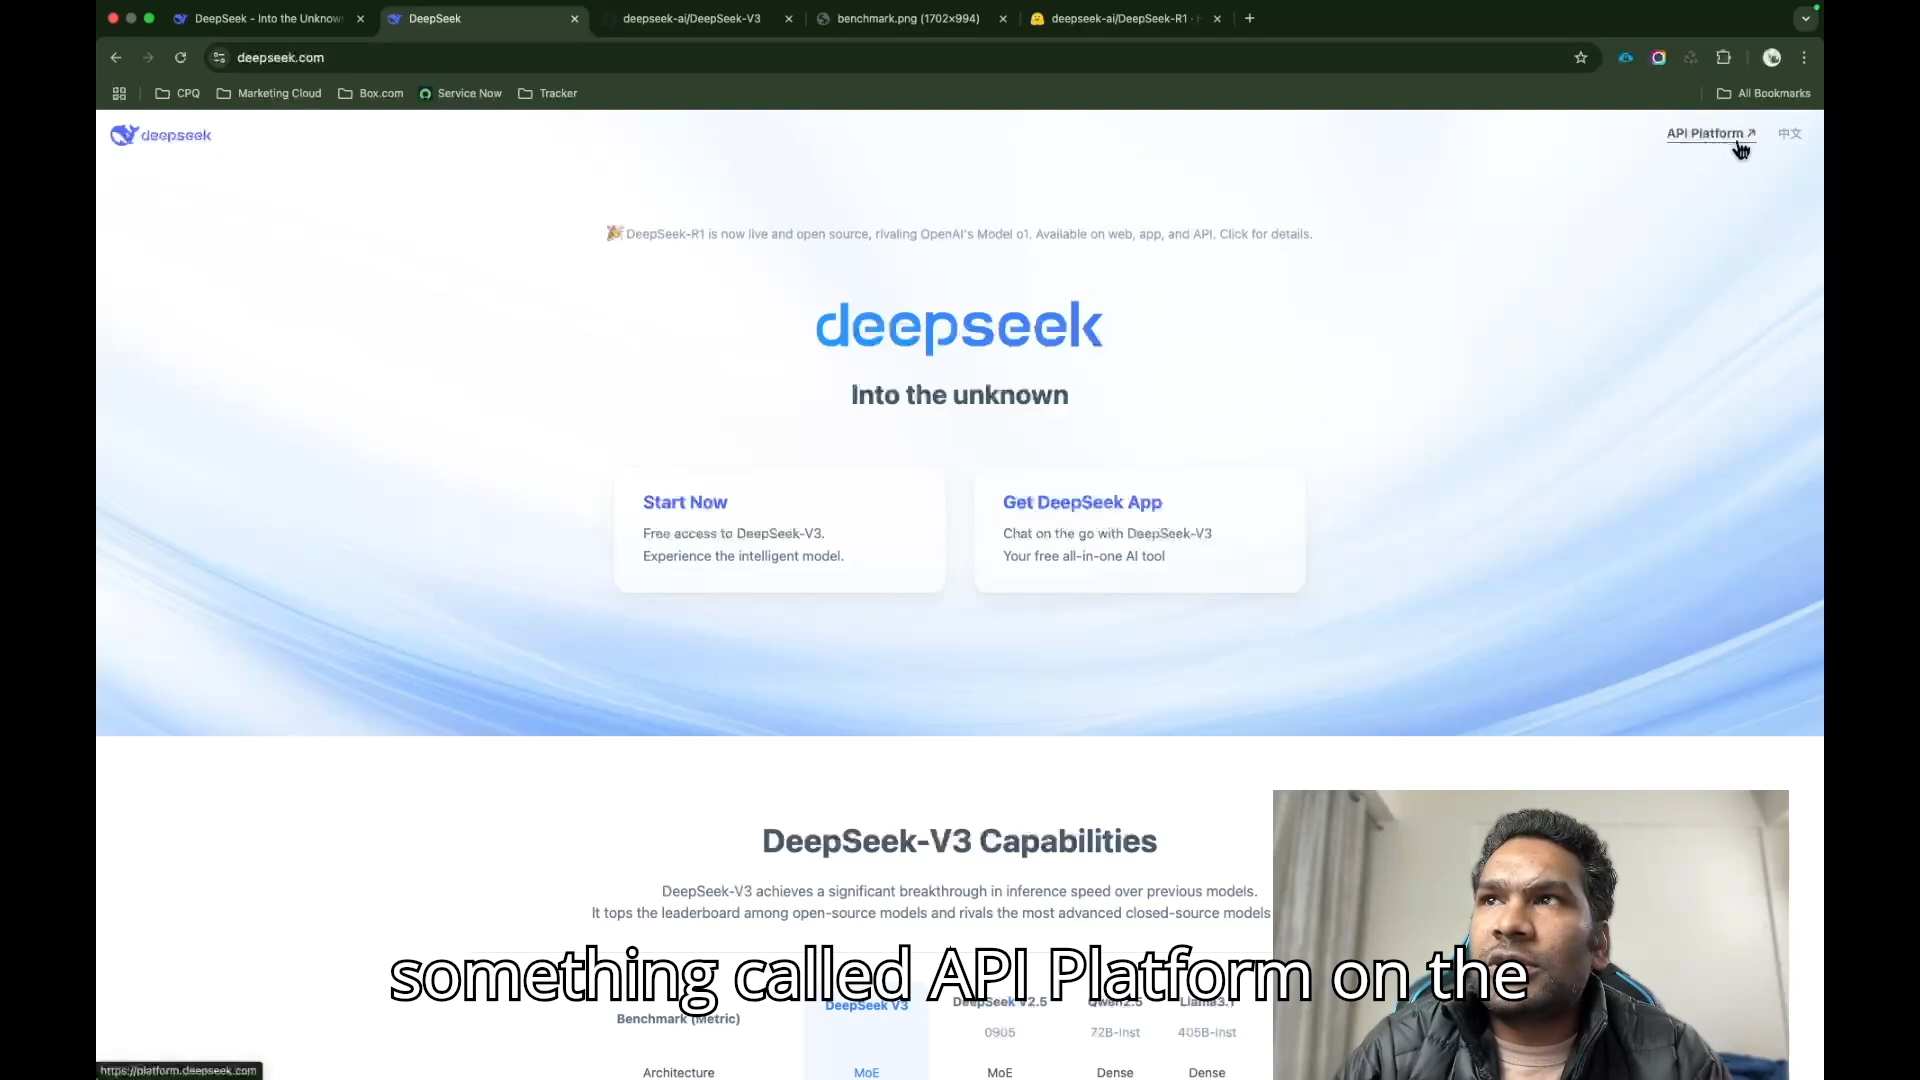 DeepSeek - Into the Unknow
DeepSeek
deepseek-ai/DeepSeek-V3
benchmark.png (1702×994)
deepseek-ai/DeepSeek-R1 ·
deepseek.com
CPQ
Marketing Cloud
Box.com
Service Now
Tracker
All Bookmarks
deepseek
API Platform ↗
中文
🎉 DeepSeek-R1 is now live and open source, rivaling OpenAI's Model o1. Available on web, app, and API. Click for details.
deepseek
Into the unknown
Start Now
Free access to DeepSeek-V3.
Experience the intelligent model.
Get DeepSeek App
Chat on the go with DeepSeek-V3
Your free all-in-one AI tool
DeepSeek-V3 Capabilities
DeepSeek-V3 achieves a significant breakthrough in inference speed over previous models.
It tops the leaderboard among open-source models and rivals the most advanced closed-source models
something called API Platform on the
Benchmark (Metric)
DeepSeek V3
DeepSeek V2.5
Qwen2.5
Llama3.1
0905
72B-Inst
405B-Inst
Architecture
MoE
MoE
Dense
Dense
https://platform.deepseek.com